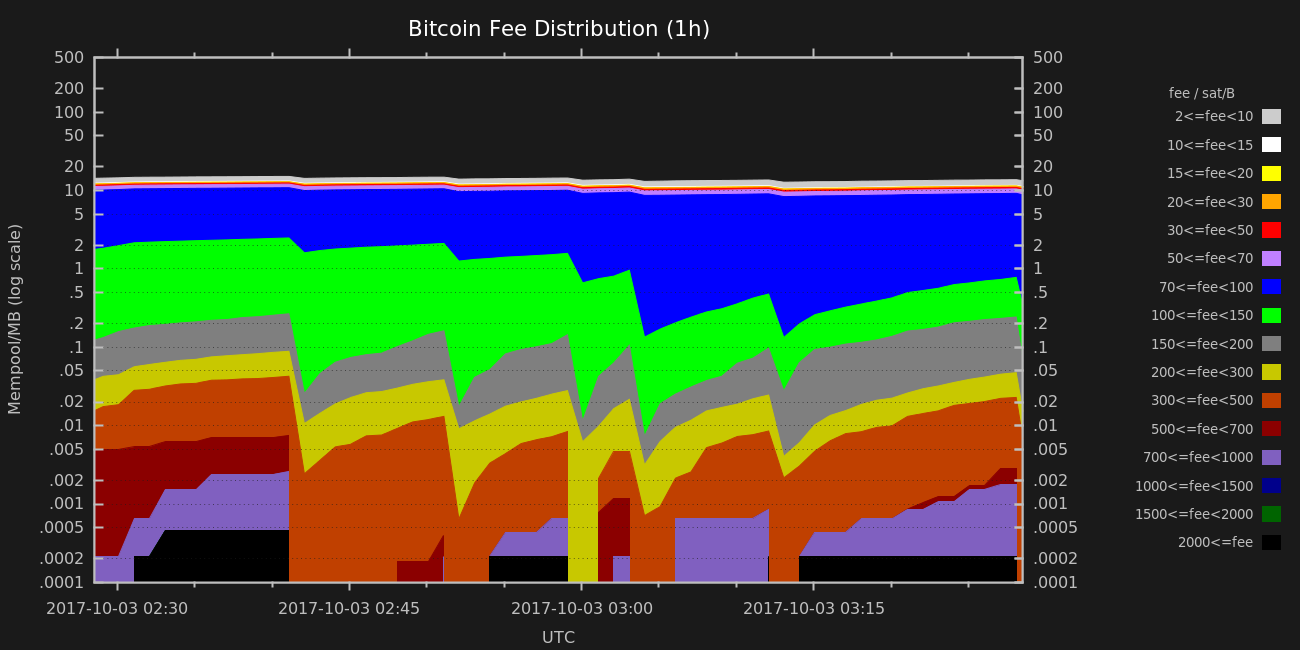 Bitcoin Fee Distribution (1h)
500
200
100
50
20
10
5
2
1
.5
.2
.1
.05
.02
.01
.005
.002
.001
.0005
.0002
.0001
Mempool/MB (log scale)
500
200
100
50
20
10
5
2
1
.5
.2
.1
.05
.02
.01
.005
.002
.001
.0005
.0002
.0001
2017-10-03 02:30
2017-10-03 02:45
2017-10-03 03:00
2017-10-03 03:15
UTC
fee / sat/B
2<=fee<10
10<=fee<15
15<=fee<20
20<=fee<30
30<=fee<50
50<=fee<70
70<=fee<100
100<=fee<150
150<=fee<200
200<=fee<300
300<=fee<500
500<=fee<700
700<=fee<1000
1000<=fee<1500
1500<=fee<2000
2000<=fee